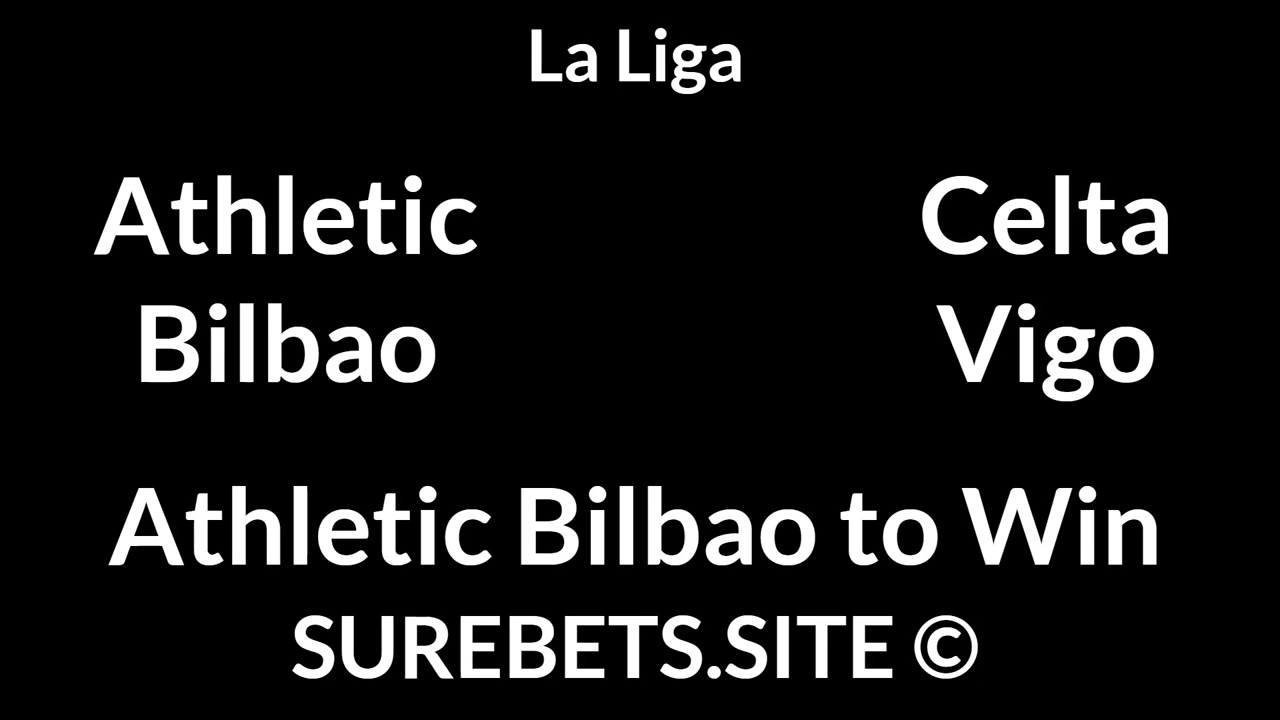 La Liga
Athletic
Bilbao
Celta
Vigo
Athletic Bilbao to Win
SUREBETS.SITE ©